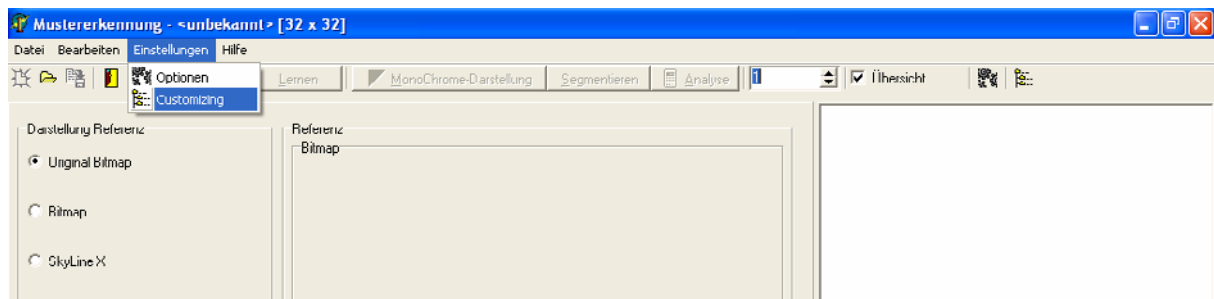 Mustererkennung - <unbekannt> [32 x 32]
Datei Bearbeiten Einstellungen Hilfe
Optionen
Customizing
Lernen MonoChrome-Darstellung Segmentieren Analyse 1 Übersicht
Darstellung Referenz
Original Bitmap
Bitmap
SkyLine X
Referenz
Bitmap